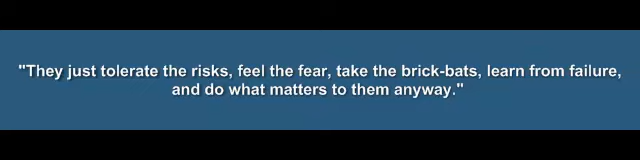 "They just tolerate the risks, feel the fear, take the brick-bats, learn from failure,
and do what matters to them anyway."